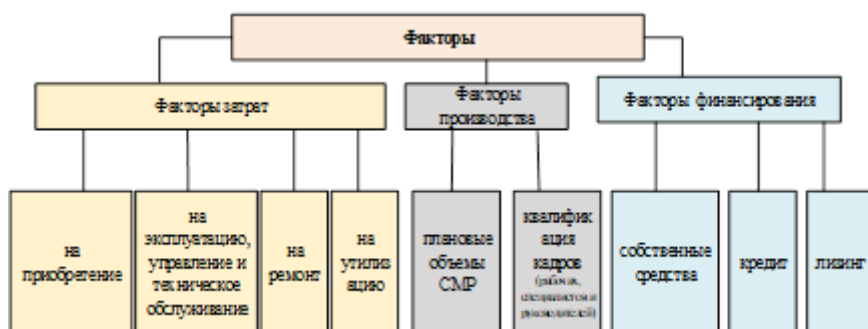 Факторы
Факторы затрат
Факторы
производства
Факторы финансирования
на
приобретение
на
эксплуатацию,
управление и
техническое
обслуживание
на
ремонт
на
утилиз
ацию
плановые
объемы
СМР
квалифик
ация
кадров
(рабочих,
специалистов и
руководителей)
собственные
средства
кредит
лизинг